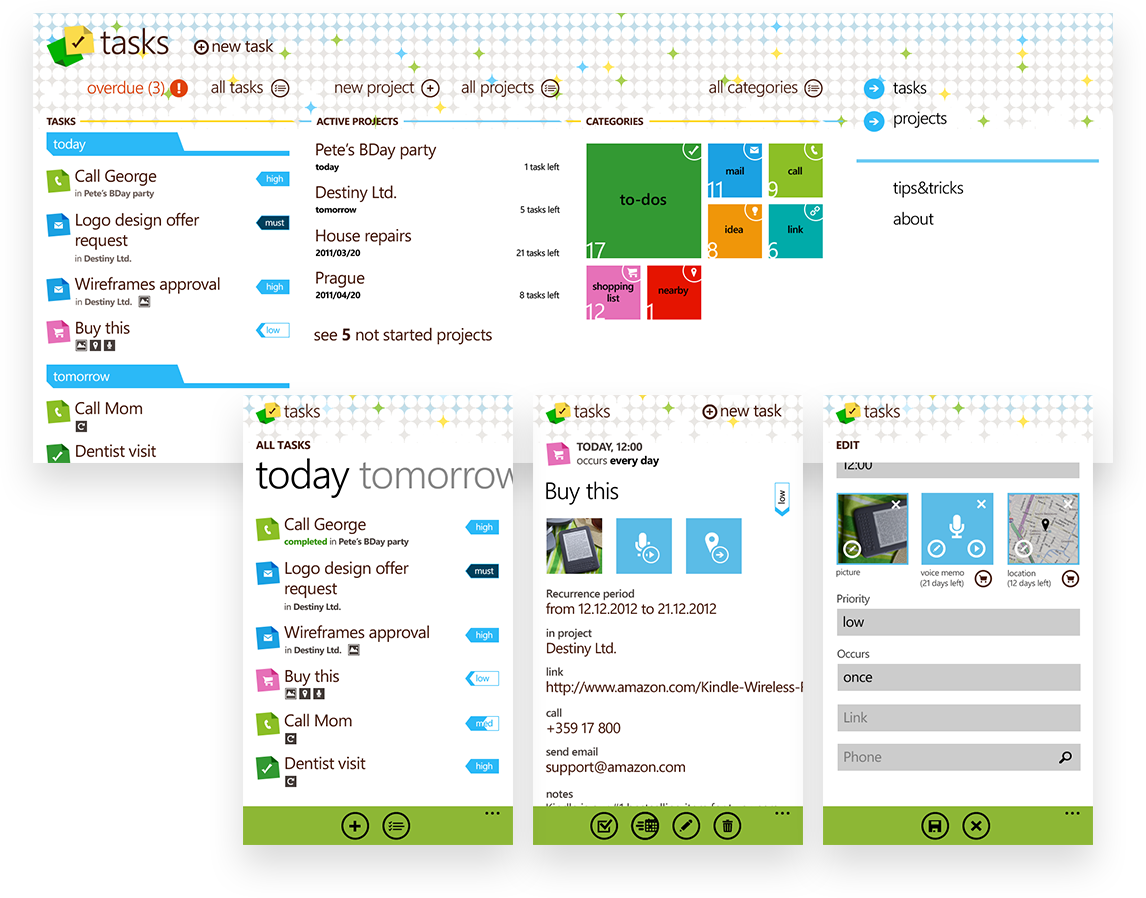 tasks
new task
overdue (3)
all tasks
new project
all projects
all categories
tasks
projects
tips&tricks
about
TASKS
today
Call George
high
in Pete's BDay party
Logo design offer
request
must
in Destiny Ltd.
Wireframes approval
high
in Destiny Ltd.
Buy this
low
tomorrow
Call Mom
Dentist visit
ACTIVE PROJECTS
Pete's BDay party
today
1 task left
Destiny Ltd.
tomorrow
5 tasks left
House repairs
2011/03/20
21 tasks left
Prague
2011/04/20
8 tasks left
see 5 not started projects
CATEGORIES
to-dos
17
mail
11
call
9
idea
8
link
6
shopping
list
12
nearby
1
tasks
ALL TASKS
today tomorrow
Call George
high
completed in Pete's BDay party
Logo design offer
request
must
in Destiny Ltd.
Wireframes approval
high
in Destiny Ltd.
Buy this
low
Call Mom
med
Dentist visit
high
tasks
new task
TODAY, 12:00
occurs every day
Buy this
low
Recurrence period
from 12.12.2012 to 21.12.2012
in project
Destiny Ltd.
link
http://www.amazon.com/Kindle-Wireless-
call
+359 17 800
send email
support@amazon.com
notes
tasks
EDIT
12:00
picture
voice memo
(21 days left)
location
(12 days left)
Priority
low
Occurs
once
Link
Phone